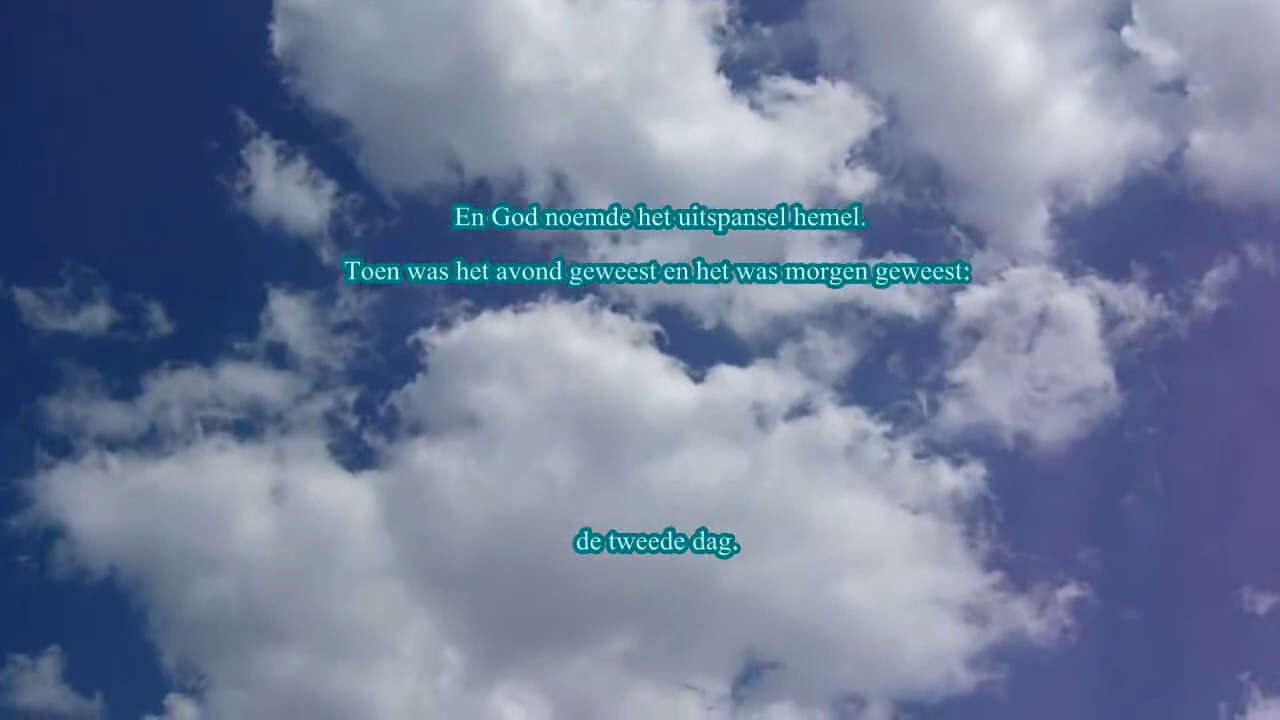 En God noemde het uitspansel hemel.
Toen was het avond geweest en het was morgen geweest:
de tweede dag.